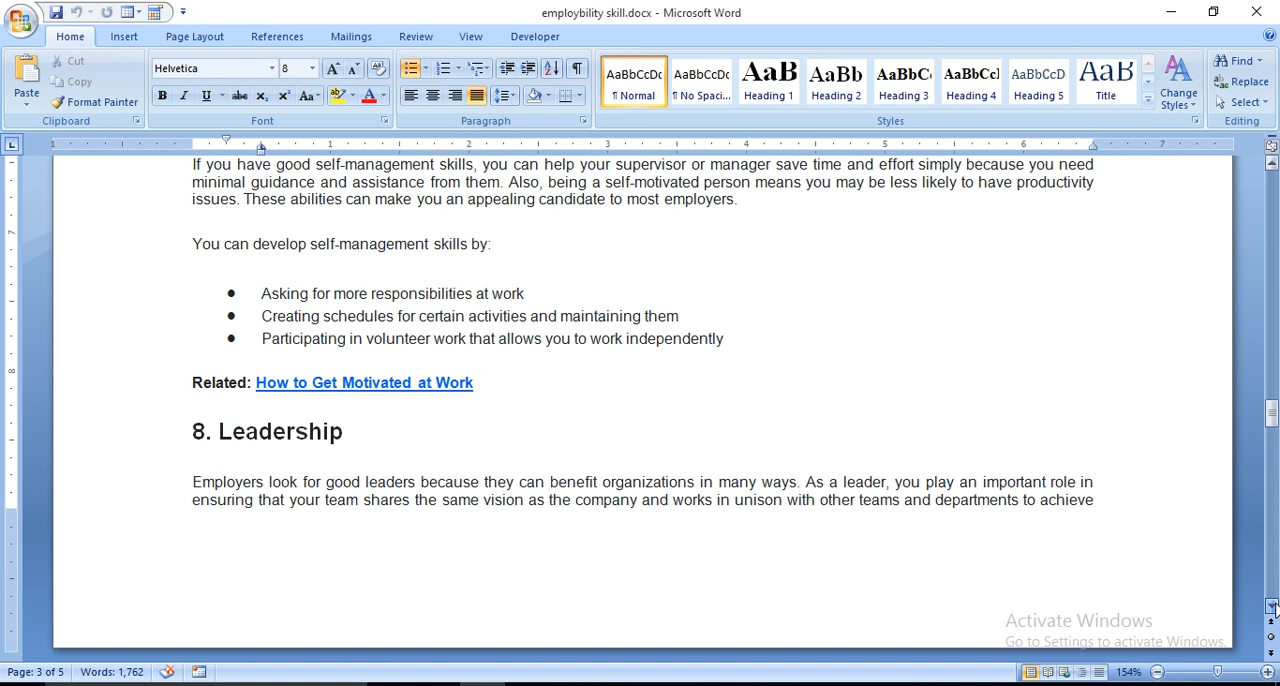 employbility skill.docx - Microsoft Word
Home Insert Page Layout References Mailings Review View Developer
Paste Cut Copy Format Painter
Helvetica 8
AaBbCcDc AaBbCcDc AaB AaBb AaBbC AaBbCcl AaBbCcD AaB
¶ Normal ¶ No Spaci... Heading 1 Heading 2 Heading 3 Heading 4 Heading 5 Title
Change Styles
Find Replace Select
Clipboard Font Paragraph Styles Editing
1 1 2 3 4 5 6 7
If you have good self-management skills, you can help your supervisor or manager save time and effort simply because you need
minimal guidance and assistance from them. Also, being a self-motivated person means you may be less likely to have productivity
issues. These abilities can make you an appealing candidate to most employers.
You can develop self-management skills by:
● Asking for more responsibilities at work
● Creating schedules for certain activities and maintaining them
● Participating in volunteer work that allows you to work independently
Related: How to Get Motivated at Work
8. Leadership
Employers look for good leaders because they can benefit organizations in many ways. As a leader, you play an important role in
ensuring that your team shares the same vision as the company and works in unison with other teams and departments to achieve
Activate Windows
Go to Settings to activate Windows.
Page: 3 of 5 Words: 1,762 154%